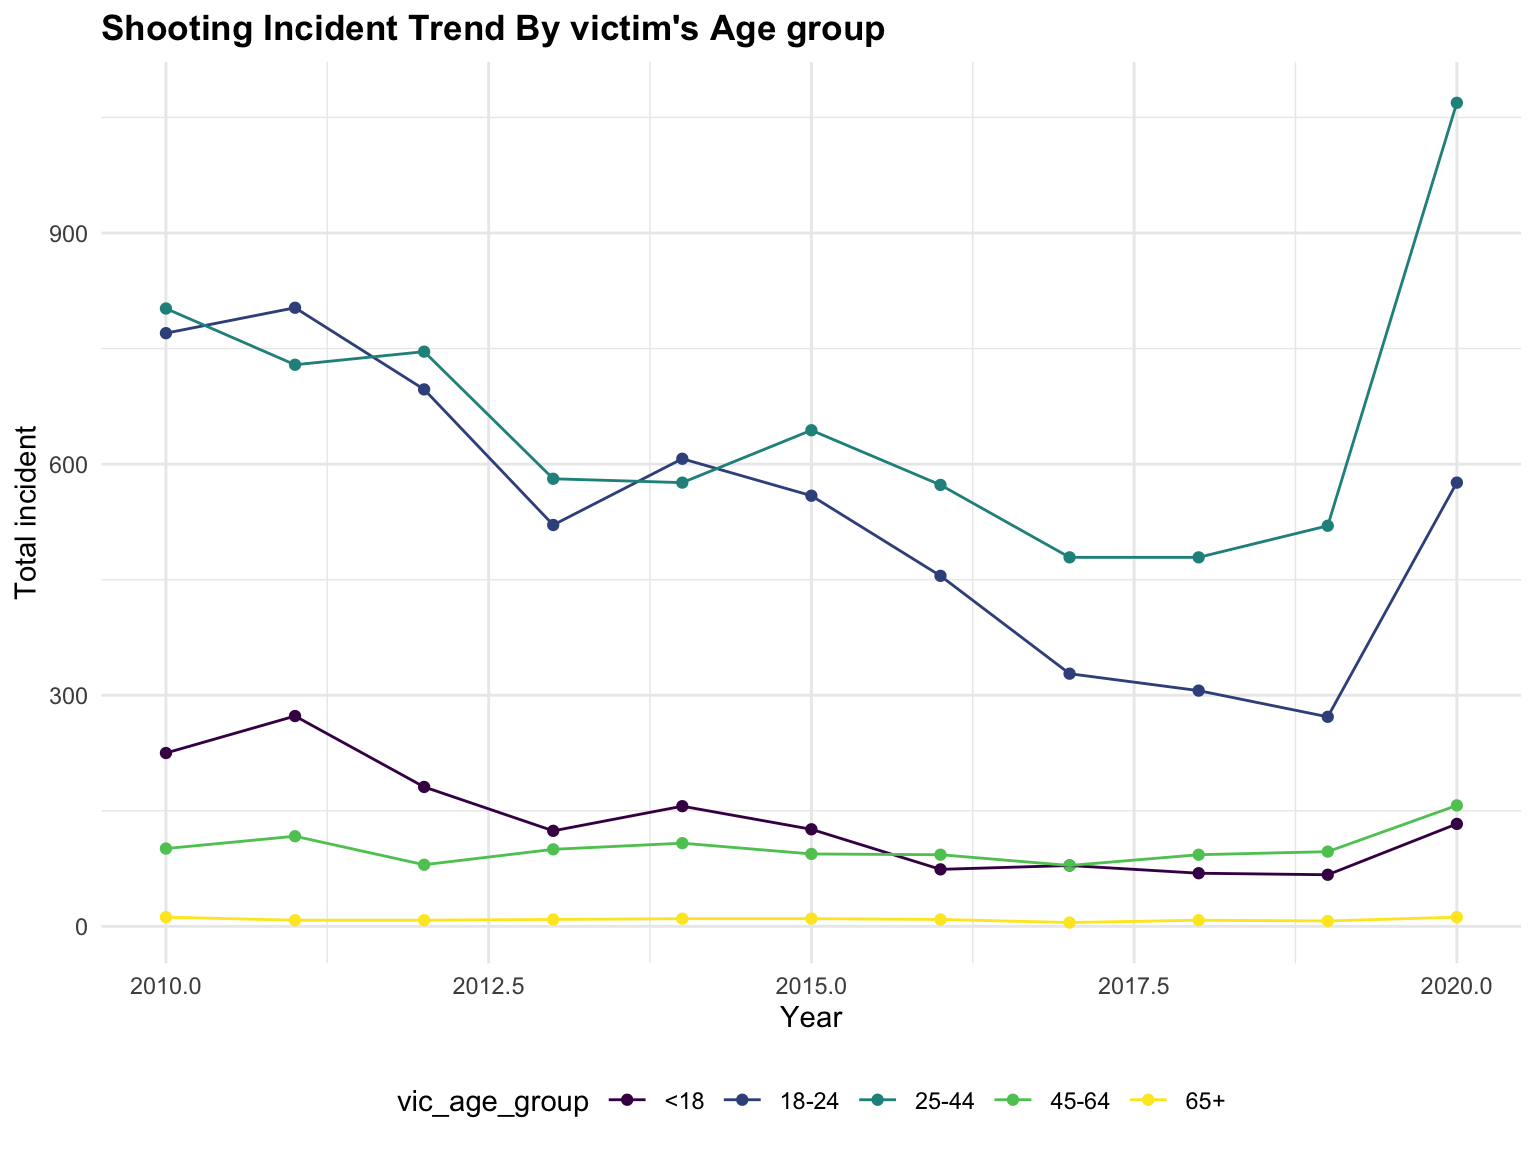 Shooting Incident Trend By victim's Age group
Total incident
900
600
300
0
2010.0 2012.5 2015.0 2017.5 2020.0
Year
vic_age_group <18 18-24 25-44 45-64 65+